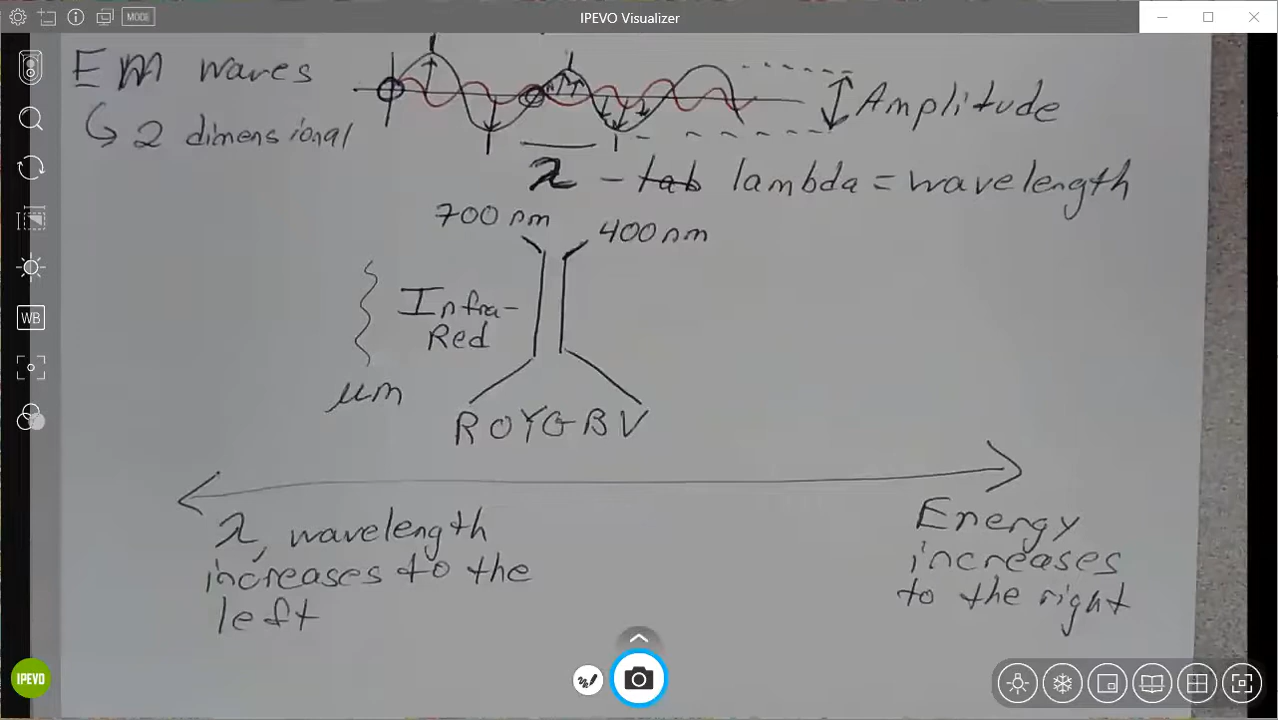 IPEVO Visualizer
MODE
WB
EM waves
↳ 2 dimensional
Amplitude
λ - tab lambda = wavelength
700 nm
400 nm
Infra-
Red
μm
ROYGBV
λ, wavelength
increases to the
left
Energy
increases
to the right
IPEVO